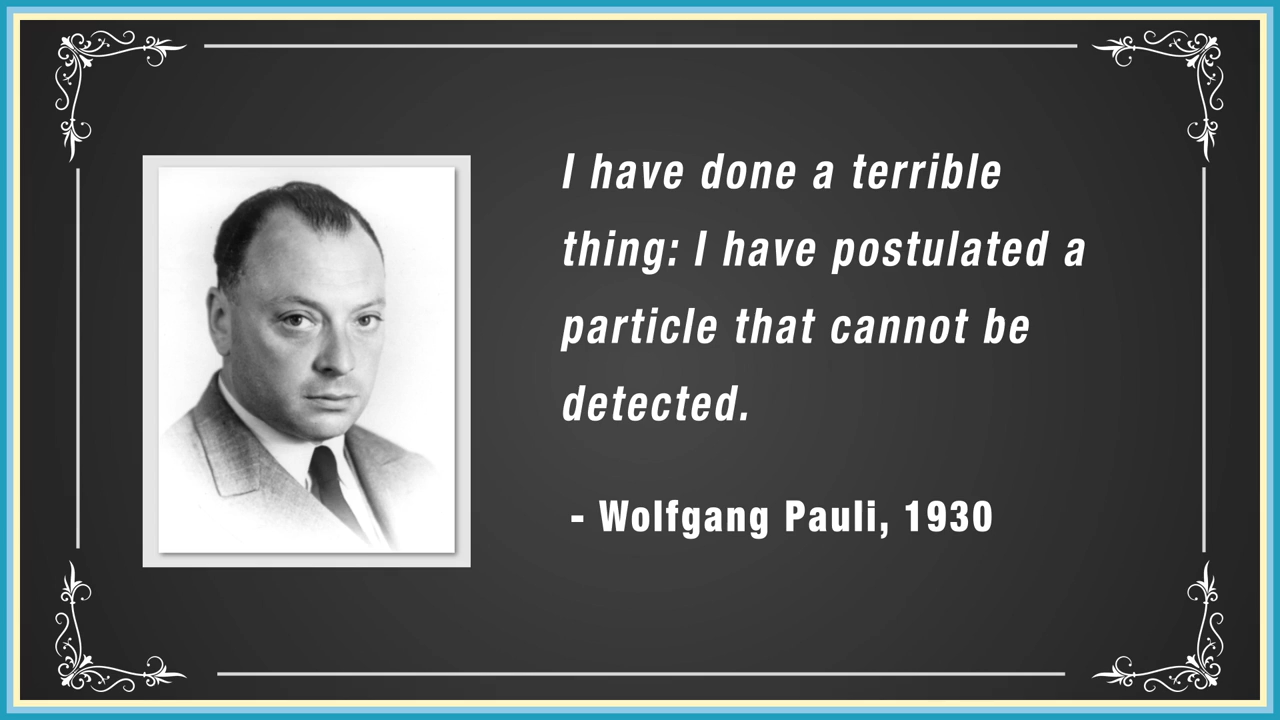 I have done a terrible
thing: I have postulated a
particle that cannot be
detected.
- Wolfgang Pauli, 1930